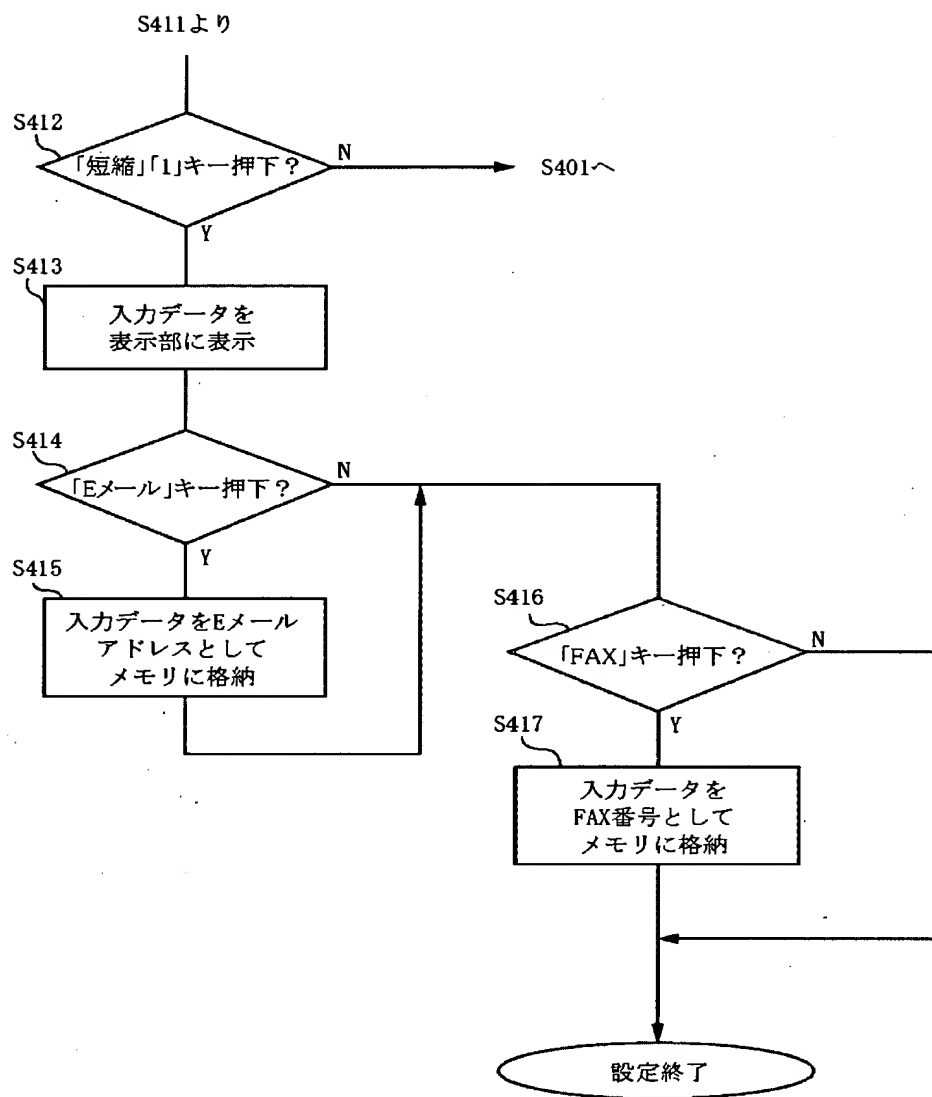 S411より
S412
「短縮」「1」キー押下？
N
S401へ
Y
S413
入力データを
表示部に表示
S414
「Eメール」キー押下？
N
Y
S415
入力データをEメール
アドレスとして
メモリに格納
S416
「FAX」キー押下？
N
Y
S417
入力データを
FAX番号として
メモリに格納
設定終了